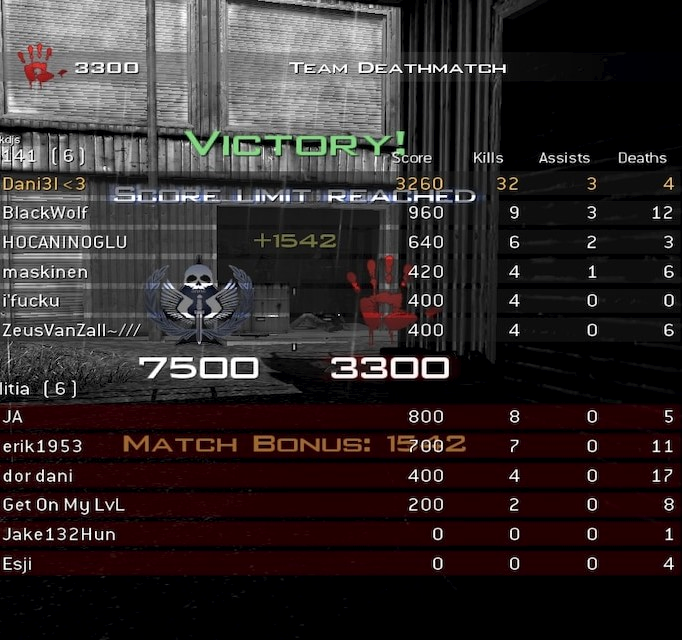 3300 Team Deathmatch
Victory!
kdjs
141 (6) Score Kills Assists Deaths
Dani3l <3 3260 32 3 4
Score limit reached
BlackWolf 960 9 3 12
HOCANINOGLU 640 6 2 3
+1542
maskinen 420 4 1 6
i'fucku 400 4 0 0
ZeusVanZall~/// 400 4 0 6
7500 3300
litia (6)
JA 800 8 0 5
erik1953 700 7 0 11
Match Bonus: 1542
dor dani 400 4 0 17
Get On My LvL 200 2 0 8
Jake132Hun 0 0 0 1
Esji 0 0 0 4